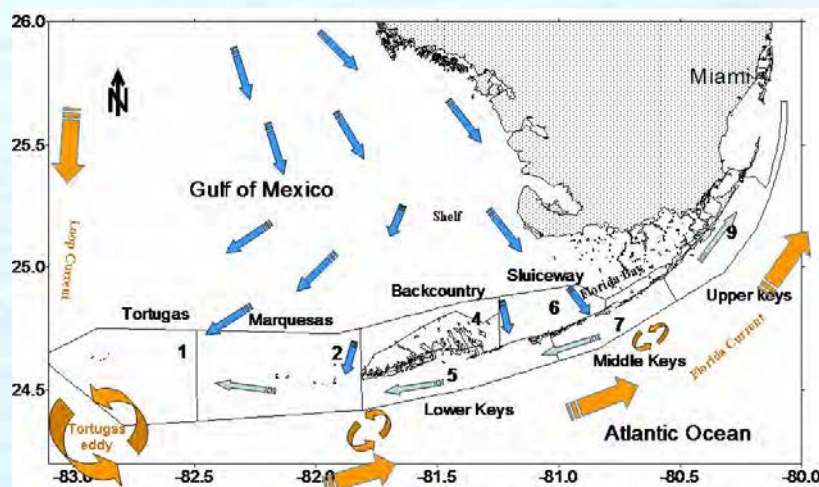 26.0
25.5
25.0
24.5
-83.0
-82.5
-82.0
-81.5
-81.0
-80.5
-80.0
N
Miami
Gulf of Mexico
Loop Current
Shelf
Florida Bay
9
Sluiceway
Backcountry
Upper keys
Tortugas
Marquesas
4
6
7
1
2
5
Middle Keys
Florida Current
Lower Keys
Tortugas
eddy
Atlantic Ocean